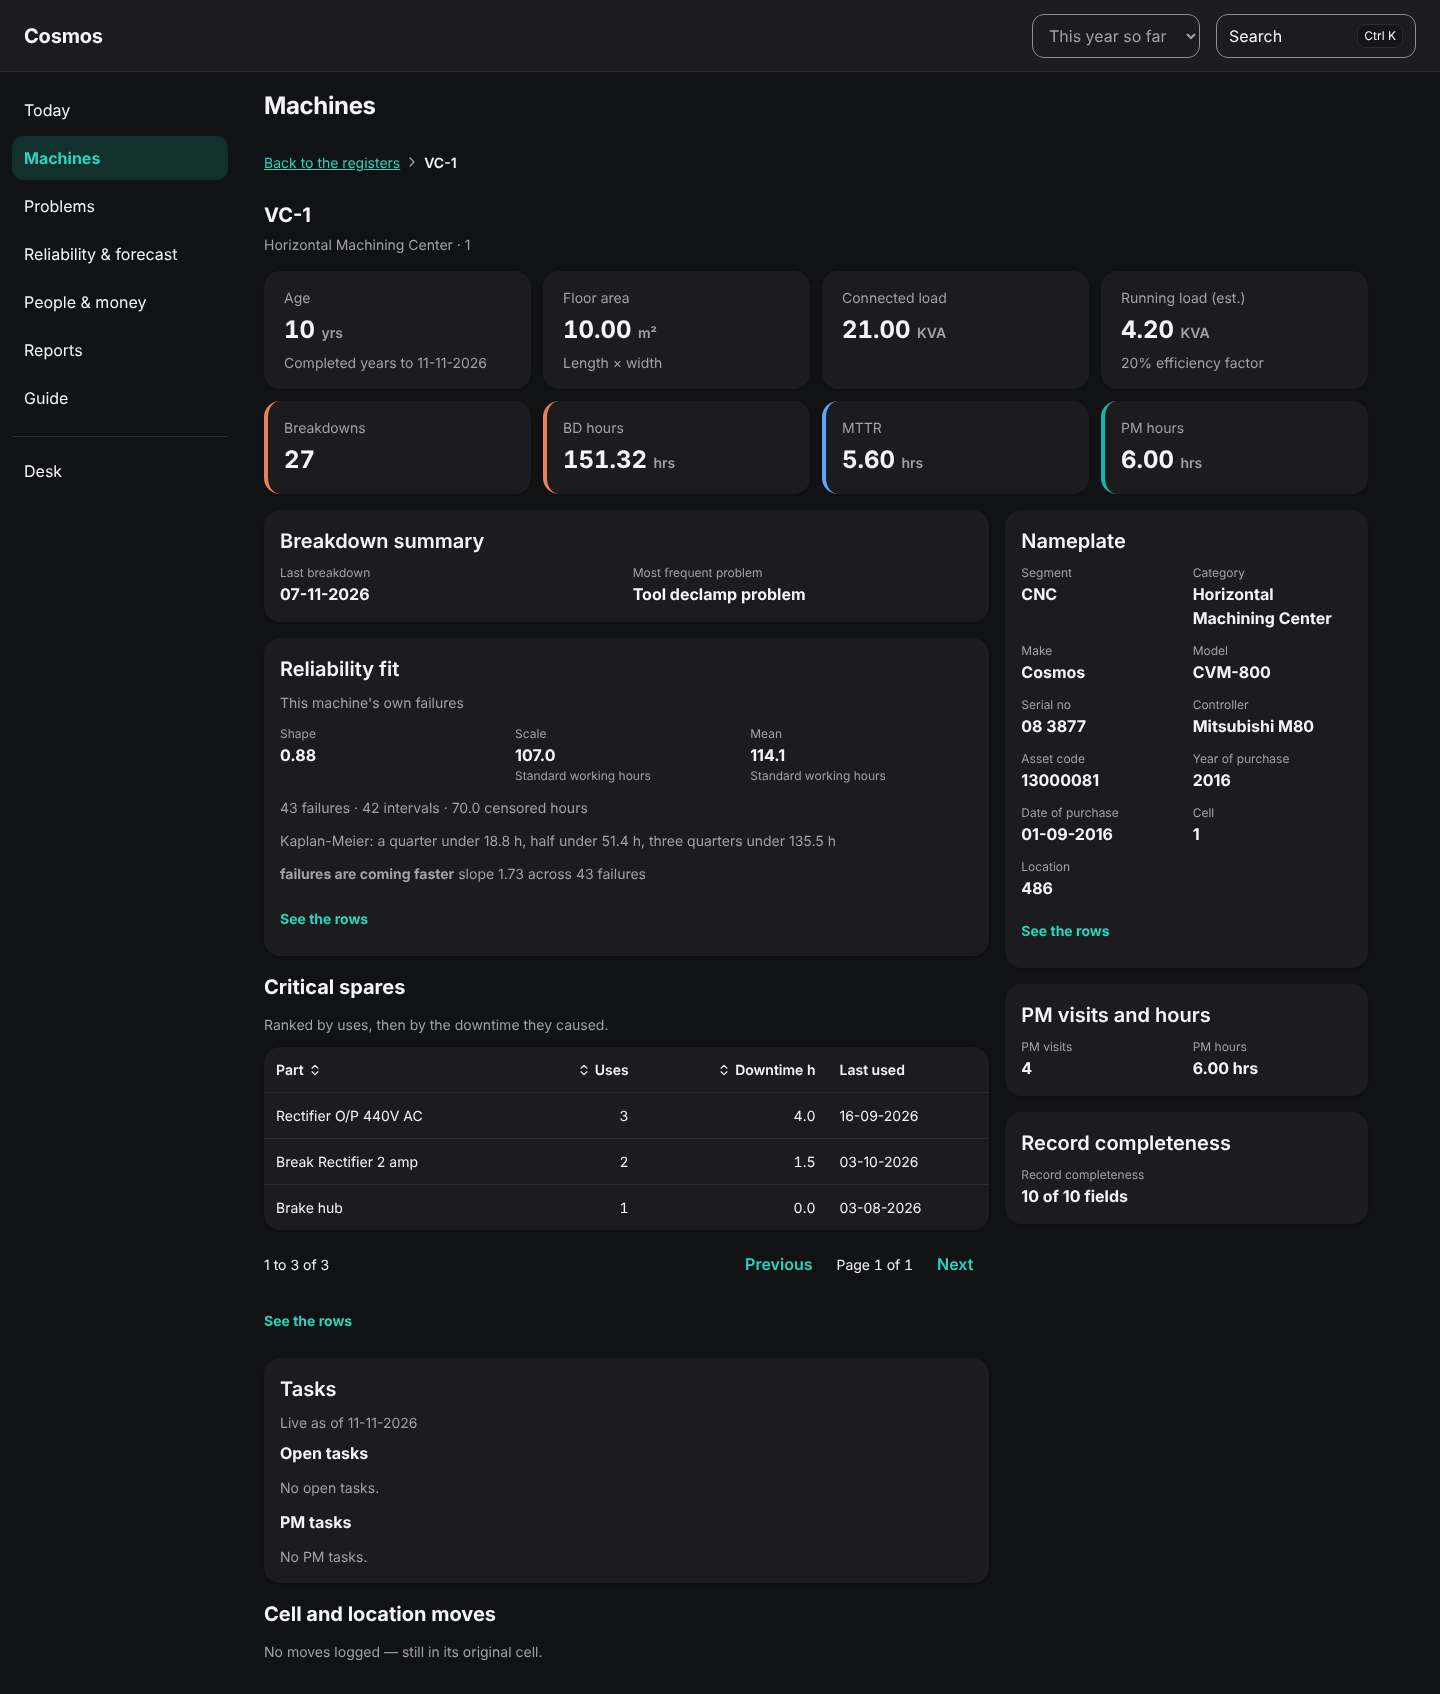 Cosmos
This year so far
Search
Ctrl K
Today
Machines
Problems
Reliability & forecast
People & money
Reports
Guide
Desk
Machines
Back to the registers > VC-1
VC-1
Horizontal Machining Center · 1
Age
10 yrs
Completed years to 11-11-2026
Floor area
10.00 m²
Length × width
Connected load
21.00 KVA
Running load (est.)
4.20 KVA
20% efficiency factor
Breakdowns
27
BD hours
151.32 hrs
MTTR
5.60 hrs
PM hours
6.00 hrs
Breakdown summary
Last breakdown
07-11-2026
Most frequent problem
Tool declamp problem
Reliability fit
This machine's own failures
Shape
0.88
Scale
107.0
Standard working hours
Mean
114.1
Standard working hours
43 failures · 42 intervals · 70.0 censored hours
Kaplan-Meier: a quarter under 18.8 h, half under 51.4 h, three quarters under 135.5 h
failures are coming faster slope 1.73 across 43 failures
See the rows
Critical spares
Ranked by uses, then by the downtime they caused.
Part Uses Downtime h Last used
Rectifier O/P 440V AC 3 4.0 16-09-2026
Break Rectifier 2 amp 2 1.5 03-10-2026
Brake hub 1 0.0 03-08-2026
1 to 3 of 3
Previous Page 1 of 1 Next
See the rows
Tasks
Live as of 11-11-2026
Open tasks
No open tasks.
PM tasks
No PM tasks.
Cell and location moves
No moves logged — still in its original cell.
Nameplate
Segment
CNC
Category
Horizontal
Machining Center
Make
Cosmos
Model
CVM-800
Serial no
08 3877
Controller
Mitsubishi M80
Asset code
13000081
Year of purchase
2016
Date of purchase
01-09-2016
Cell
1
Location
486
See the rows
PM visits and hours
PM visits
4
PM hours
6.00 hrs
Record completeness
Record completeness
10 of 10 fields